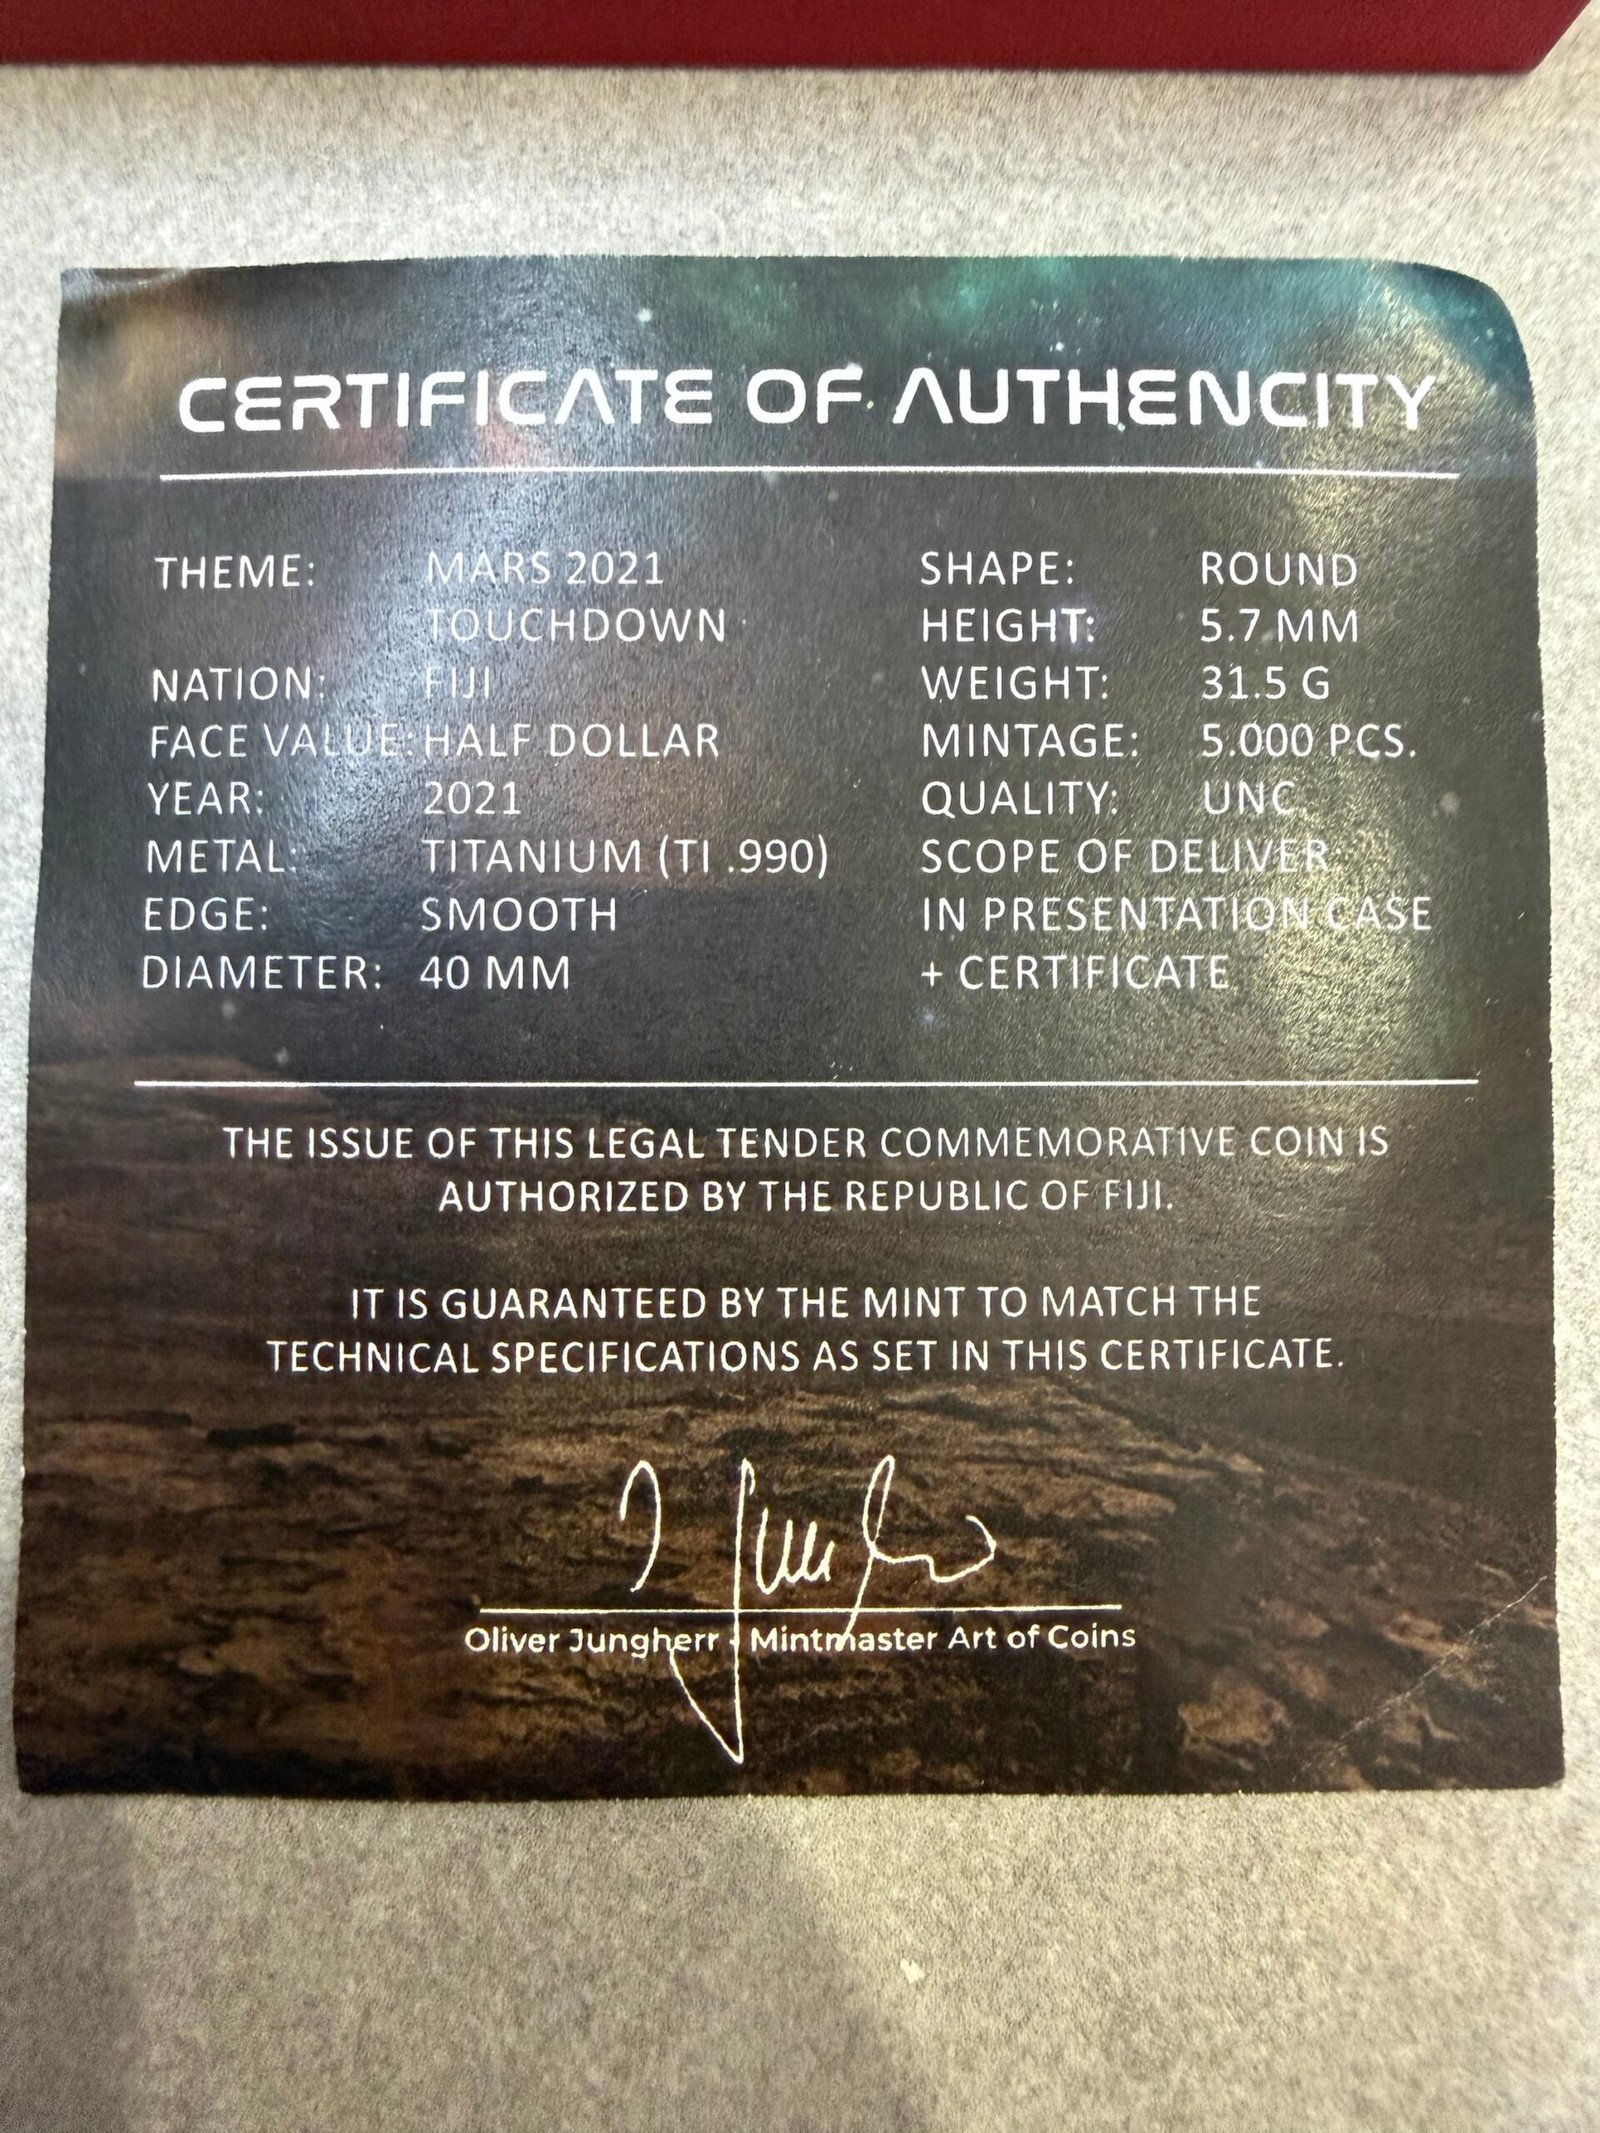 CERTIFICATE OF AUTHENCITY
THEME: MARS 2021
TOUCHDOWN
NATION: FIJI
FACE VALUE: HALF DOLLAR
YEAR: 2021
METAL: TITANIUM (TI .990)
EDGE: SMOOTH
DIAMETER: 40 MM
SHAPE: ROUND
HEIGHT: 5.7 MM
WEIGHT: 31.5 G
MINTAGE: 5.000 PCS.
QUALITY: UNC
SCOPE OF DELIVER
IN PRESENTATION CASE
+ CERTIFICATE
THE ISSUE OF THIS LEGAL TENDER COMMEMORATIVE COIN IS
AUTHORIZED BY THE REPUBLIC OF FIJI.
IT IS GUARANTEED BY THE MINT TO MATCH THE
TECHNICAL SPECIFICATIONS AS SET IN THIS CERTIFICATE.
Oliver Jungherr - Mintmaster Art of Coins